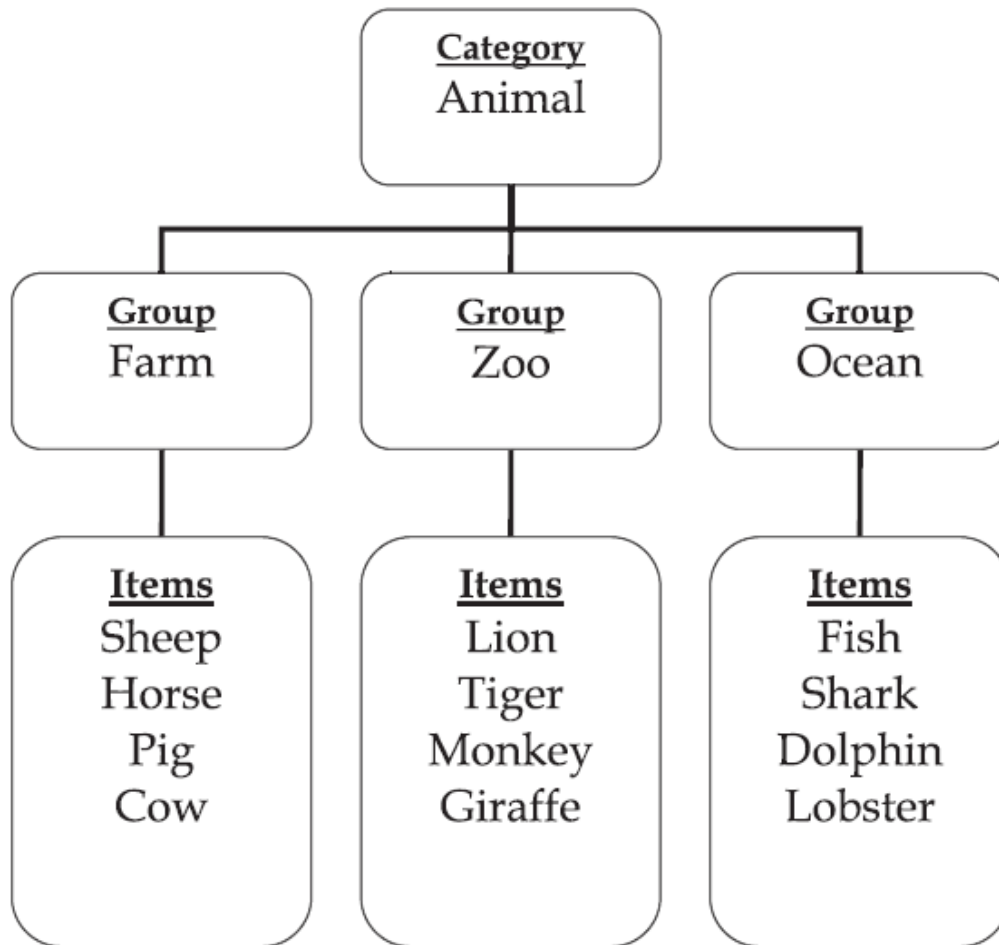 Category
Animal
Group
Farm
Group
Zoo
Group
Ocean
Items
Sheep
Horse
Pig
Cow
Items
Lion
Tiger
Monkey
Giraffe
Items
Fish
Shark
Dolphin
Lobster